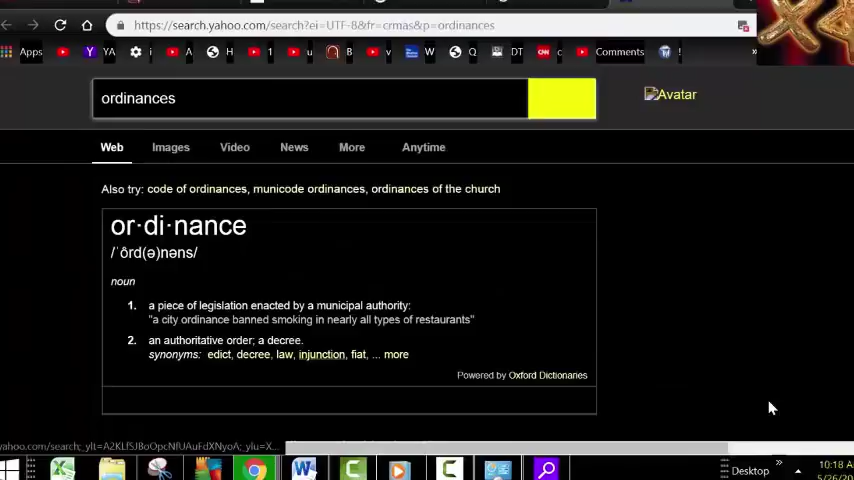 https://search.yahoo.com/search?ei=UTF-8&fr=crmas&p=ordinances
Apps YA i A H 1 u B v W Q DT c Comments ! »
ordinances
Avatar
Web Images Video News More Anytime
Also try: code of ordinances, municode ordinances, ordinances of the church
or·di·nance
/ˈôrd(ə)nəns/
noun
1. a piece of legislation enacted by a municipal authority:
"a city ordinance banned smoking in nearly all types of restaurants"
2. an authoritative order; a decree.
synonyms: edict, decree, law, injunction, fiat, ... more
Powered by Oxford Dictionaries
Desktop »
10:18